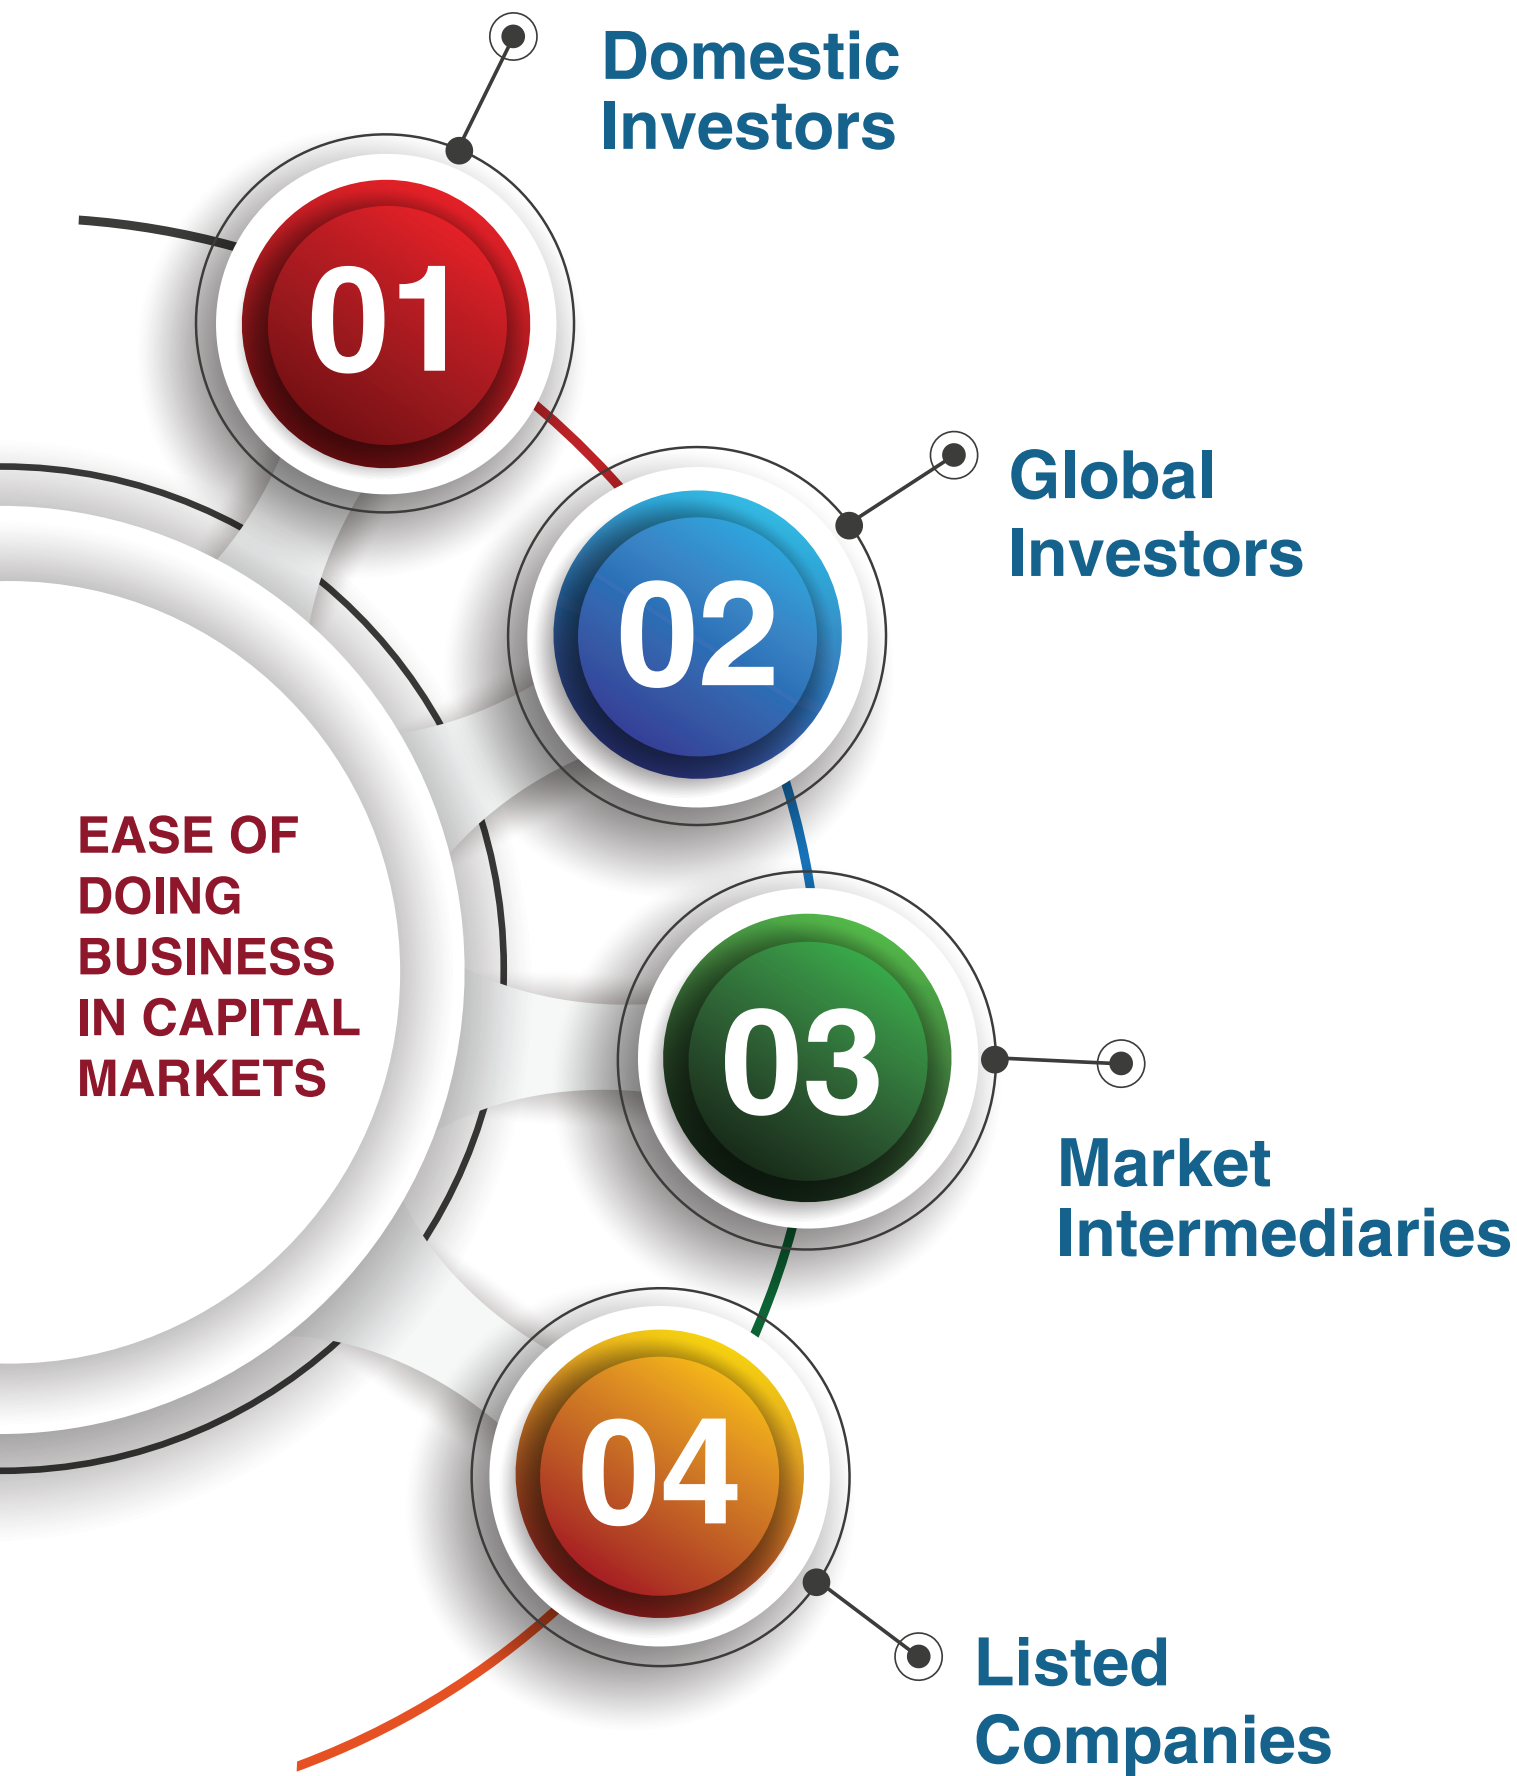 EASE OF
DOING
BUSINESS
IN CAPITAL
MARKETS
01
Domestic
Investors
02
Global
Investors
03
Market
Intermediaries
04
Listed
Companies